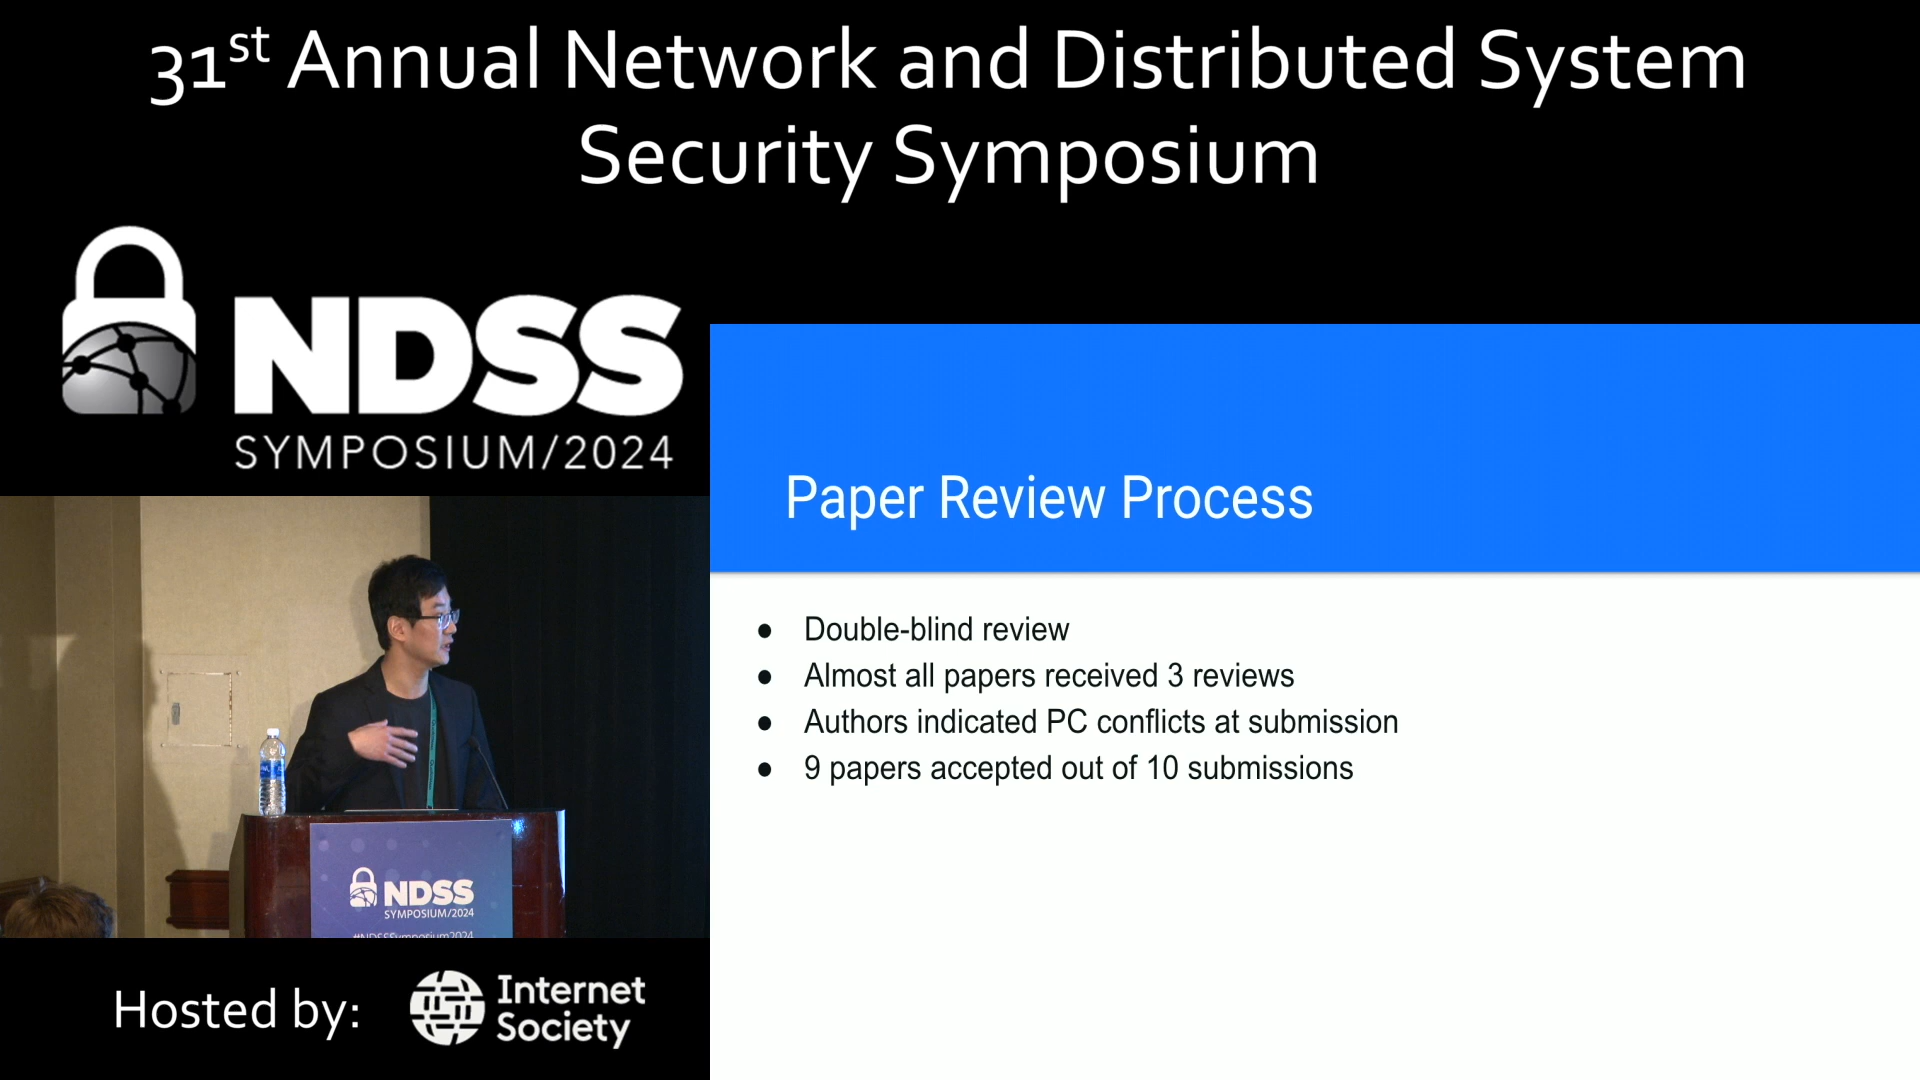 31st Annual Network and Distributed System
Security Symposium
NDSS
SYMPOSIUM/2024
Paper Review Process
● Double-blind review
● Almost all papers received 3 reviews
● Authors indicated PC conflicts at submission
● 9 papers accepted out of 10 submissions
NDSS
SYMPOSIUM/2024
#NDSSSymposium2024
Hosted by:
Internet
Society